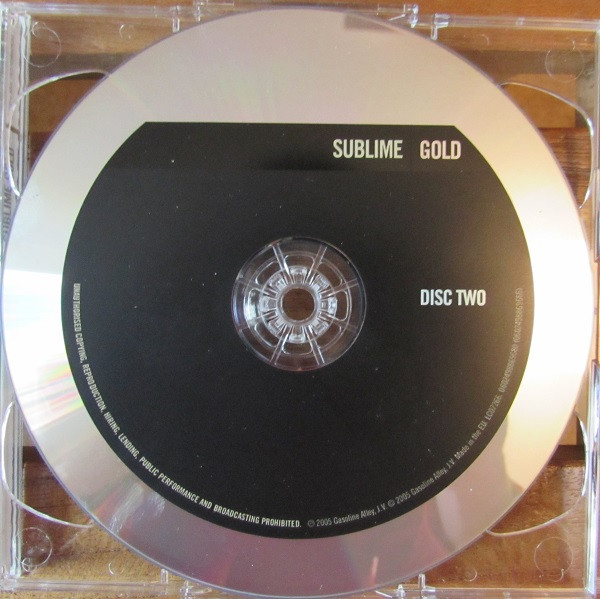 SUBLIME GOLD
DISC TWO
UNAUTHORISED COPYING, REPRODUCTION, HIRING, LENDING, PUBLIC PERFORMANCE AND BROADCASTING PROHIBITED. ℗ 2005 Gasoline Alley, J.V. © 2005 Gasoline Alley, J.V. Made in the EU.